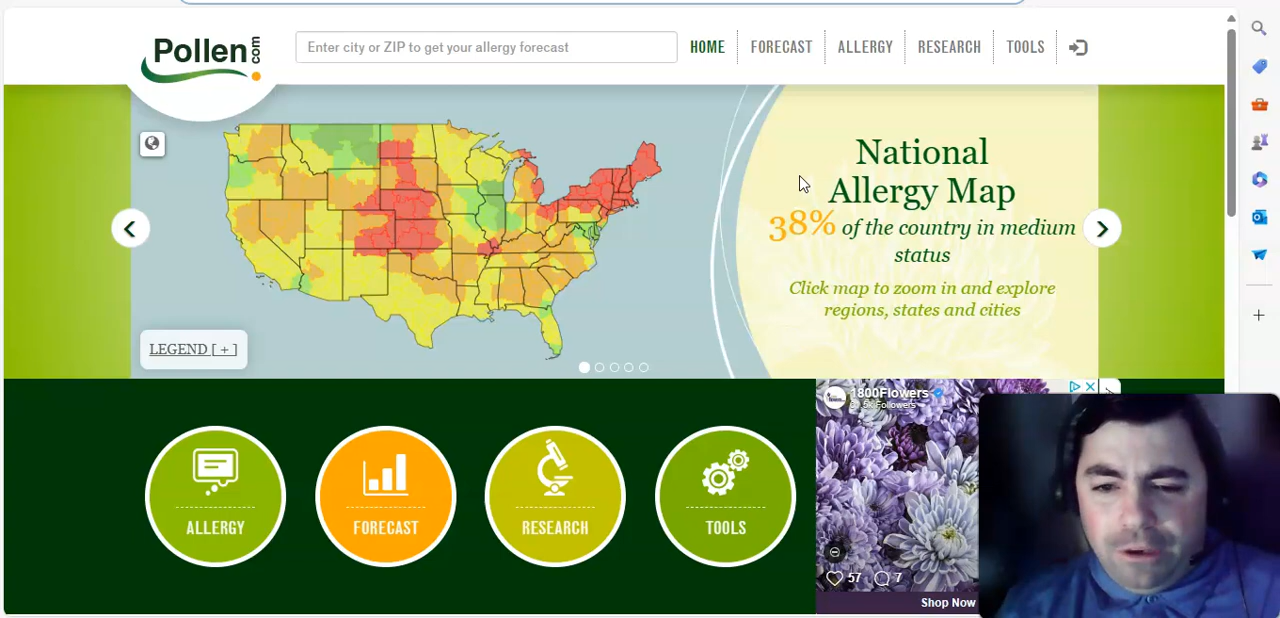 Pollen.com
Enter city or ZIP to get your allergy forecast
HOME
FORECAST
ALLERGY
RESEARCH
TOOLS
National
Allergy Map
38% of the country in medium
status
Click map to zoom in and explore
regions, states and cities
LEGEND [ + ]
ALLERGY
FORECAST
RESEARCH
TOOLS
1800Flowers
Followers
57
7
Shop Now